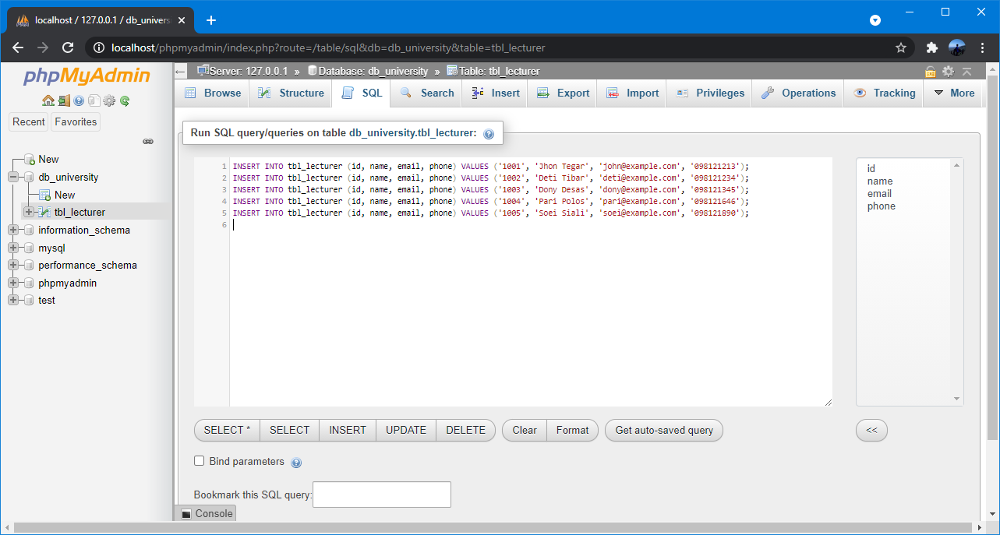 localhost / 127.0.0.1 / db_univers
localhost/phpmyadmin/index.php?route=/table/sql&db=db_university&table=tbl_lecturer
phpMyAdmin
Recent Favorites
New
db_university
New
tbl_lecturer
information_schema
mysql
performance_schema
phpmyadmin
test
Server: 127.0.0.1 » Database: db_university » Table: tbl_lecturer
Browse Structure SQL Search Insert Export Import Privileges Operations Tracking More
Run SQL query/queries on table db_university.tbl_lecturer:
1 INSERT INTO tbl_lecturer (id, name, email, phone) VALUES ('1001', 'Jhon Tegar', 'john@example.com', '098121213');
2 INSERT INTO tbl_lecturer (id, name, email, phone) VALUES ('1002', 'Deti Tibar', 'deti@example.com', '098121234');
3 INSERT INTO tbl_lecturer (id, name, email, phone) VALUES ('1003', 'Dony Desas', 'dony@example.com', '098121345');
4 INSERT INTO tbl_lecturer (id, name, email, phone) VALUES ('1004', 'Pari Polos', 'pari@example.com', '098121646');
5 INSERT INTO tbl_lecturer (id, name, email, phone) VALUES ('1005', 'Soei Siali', 'soei@example.com', '098121890');
6
id
name
email
phone
SELECT * SELECT INSERT UPDATE DELETE Clear Format Get auto-saved query <<
Bind parameters
Bookmark this SQL query:
Console